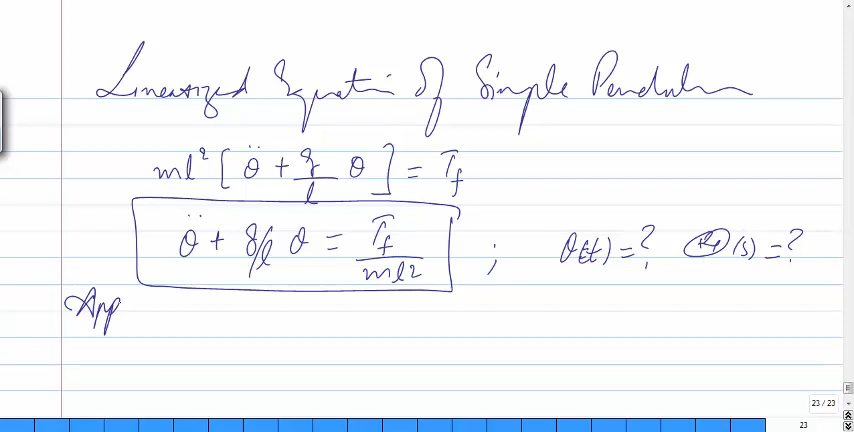 Linearized Equation Of Simple Pendulum
ml² [ θ̈ + g/l θ ] = T_f
θ̈ + g/l θ = T_f/ml² ; θ(t) = ? Θ(s) = ?
App
23 / 23
23